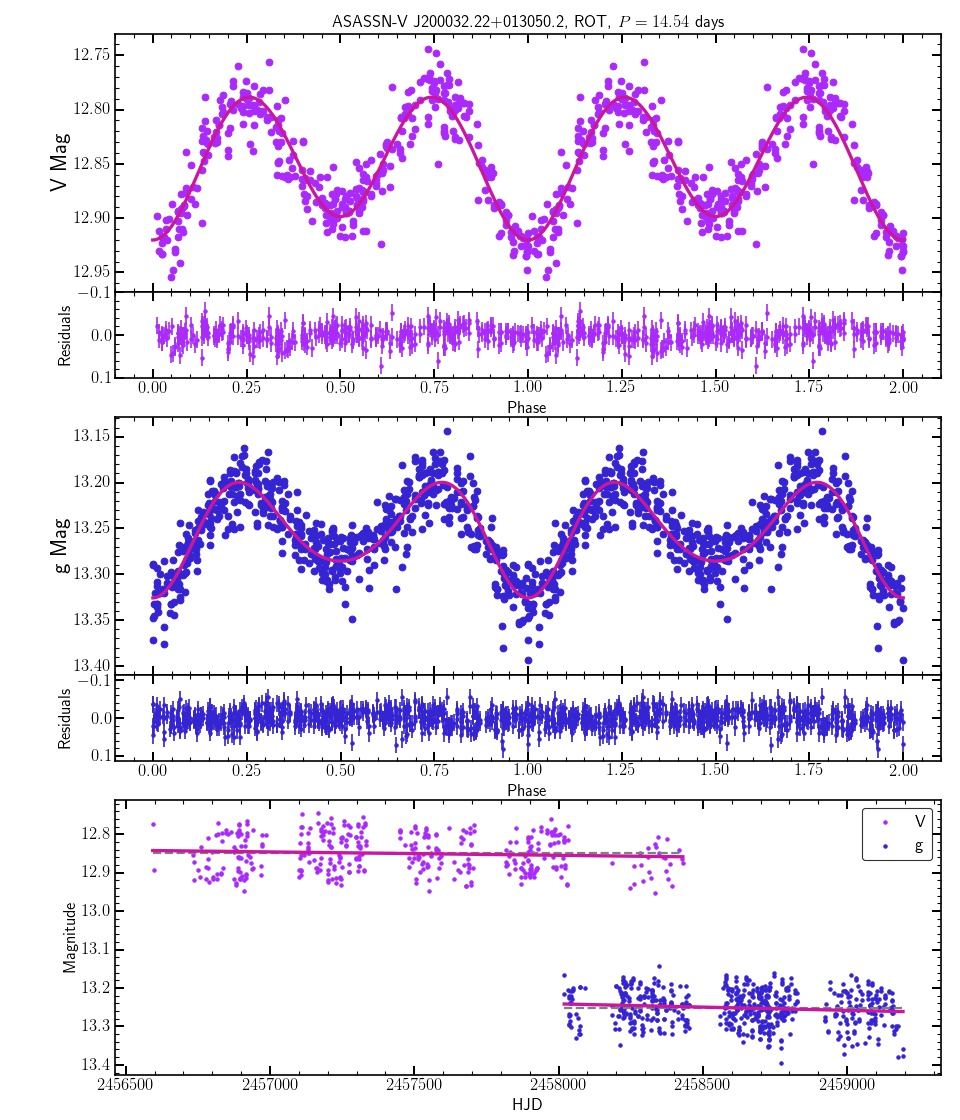 ASASSN-V J200032.22+013050.2, ROT, P = 14.54 days
12.75
12.80
12.85
12.90
12.95
V Mag
−0.1
0.0
0.1
Residuals
0.00 0.25 0.50 0.75 1.00 1.25 1.50 1.75 2.00
Phase
13.15
13.20
13.25
13.30
13.35
13.40
g Mag
−0.1
0.0
0.1
Residuals
0.00 0.25 0.50 0.75 1.00 1.25 1.50 1.75 2.00
Phase
V
g
12.8
12.9
13.0
13.1
13.2
13.3
13.4
Magnitude
2456500 2457000 2457500 2458000 2458500 2459000
HJD